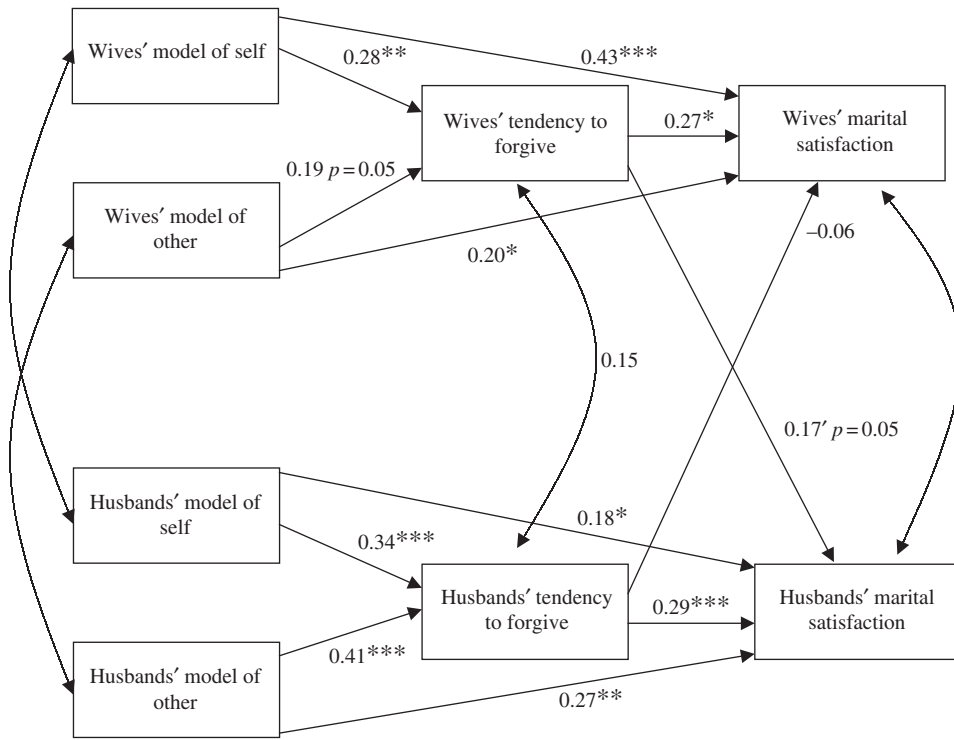 Wives′ model of self
0.28**
0.43***
Wives′ tendency to
forgive
0.27*
Wives′ marital
satisfaction
0.19 p = 0.05
Wives′ model of
other
0.20*
–0.06
0.15
0.17′ p = 0.05
Husbands′ model of
self
0.18*
0.34***
Husbands′ tendency
to forgive
0.29***
Husbands′ marital
satisfaction
0.41***
Husbands′ model of
other
0.27**